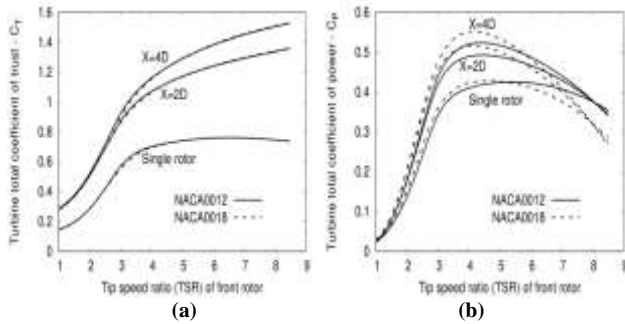 Turbine total coefficient of trust - CT
1.6
1.4
1.2
1
0.8
0.6
0.4
0.2
0
X=4D
X=2D
Single rotor
NACA0012
NACA0018
1 2 3 4 5 6 7 8 9
Tip speed ratio (TSR) of front rotor
(a)
Turbine total coefficient of power - CP
0.6
0.5
0.4
0.3
0.2
0.1
0
X=4D
X=2D
Single rotor
NACA0012
NACA0018
1 2 3 4 5 6 7 8 9
Tip speed ratio (TSR) of front rotor
(b)